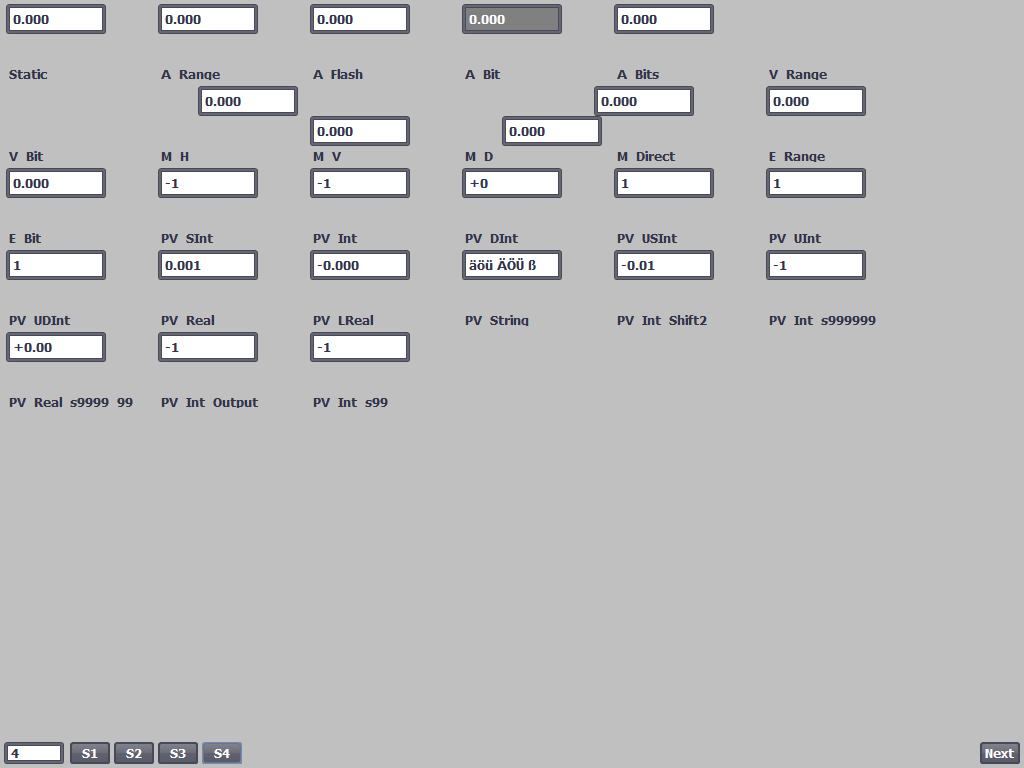 0.000 0.000 0.000 0.000 0.000
Static A Range A Flash A Bit A Bits V Range
0.000 0.000 0.000
0.000 0.000
V Bit M H M V M D M Direct E Range
0.000 -1 -1 +0 1 1
E Bit PV SInt PV Int PV DInt PV USInt PV UInt
1 0.001 -0.000 äöü ÄÖÜ ß -0.01 -1
PV UDInt PV Real PV LReal PV String PV Int Shift2 PV Int s999999
+0.00 -1 -1
PV Real s9999 99 PV Int Output PV Int s99
4 S1 S2 S3 S4 Next